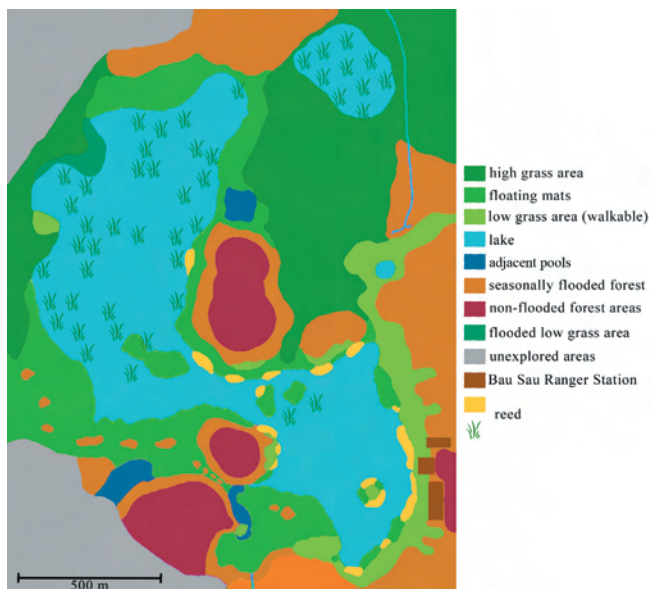 high grass area
floating mats
low grass area (walkable)
lake
adjacent pools
seasonally flooded forest
non-flooded forest areas
flooded low grass area
unexplored areas
Bau Sau Ranger Station
reed
500 m